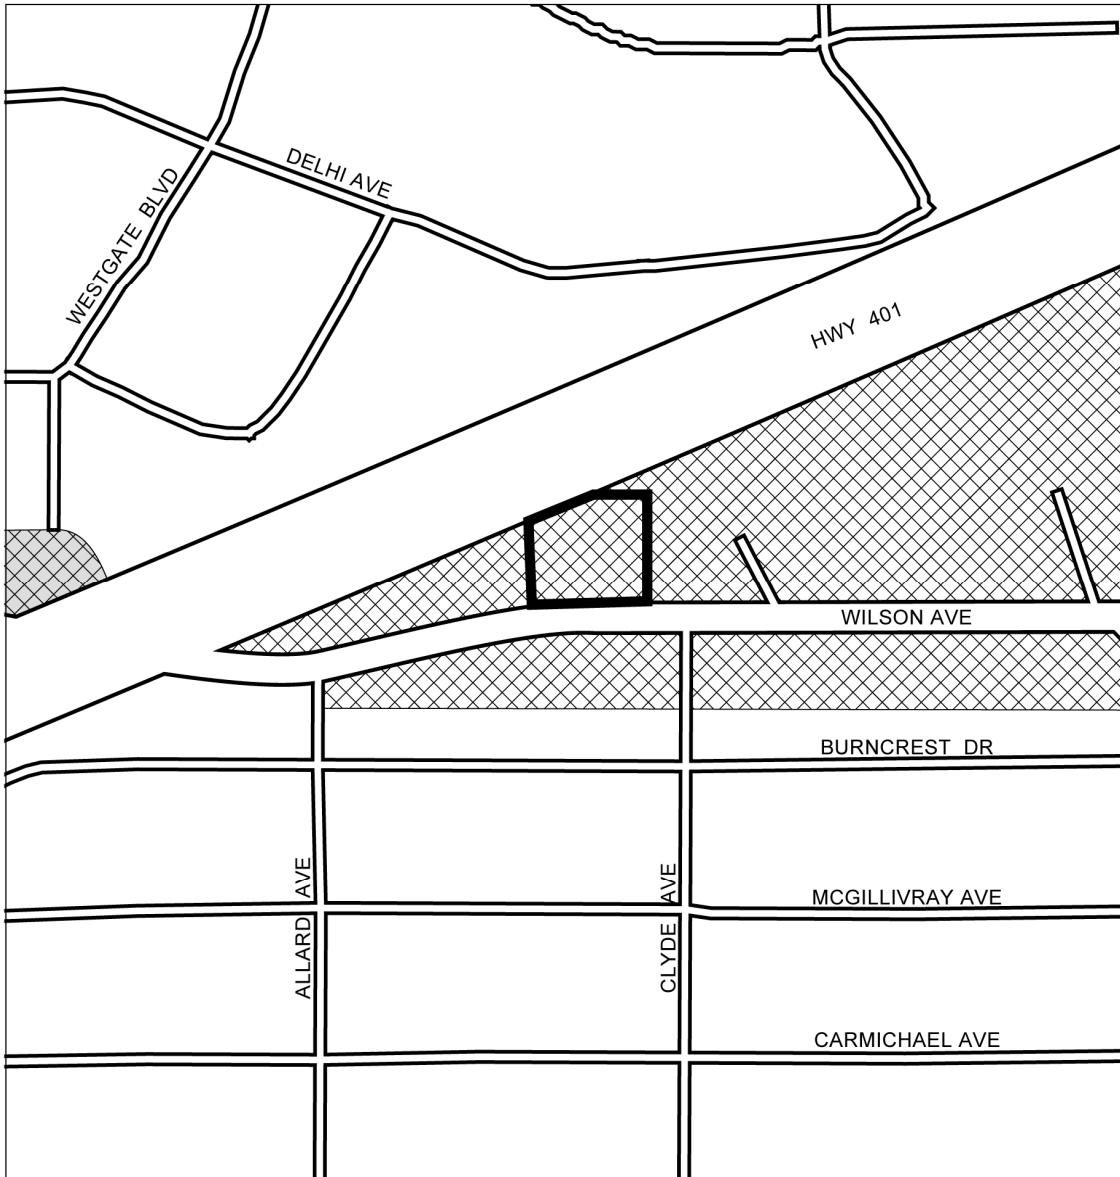 DELHI AVE
WESTGATE BLVD
HWY 401
WILSON AVE
BURNCREST DR
ALLARD AVE
CLYDE AVE
MCGILLIVRAY AVE
CARMICHAEL AVE